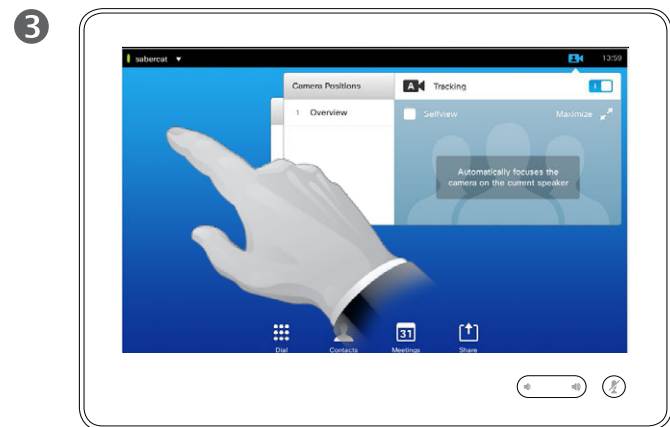 3
sabercat
13:59
Camera Positions
Tracking
1 Overview
Selfview
Maximize
Automatically focuses the
camera on the current speaker
31
Dial
Contacts
Meetings
Share